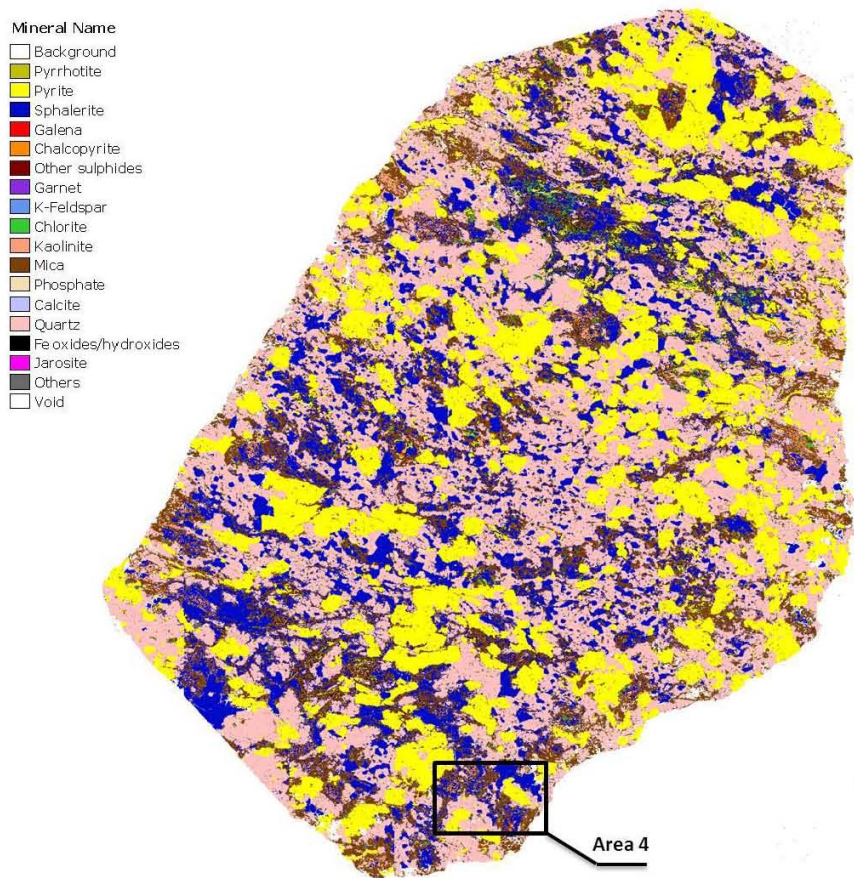 Mineral Name
Background
Pyrrhotite
Pyrite
Sphalerite
Galena
Chalcopyrite
Other sulphides
Garnet
K-Feldspar
Chlorite
Kaolinite
Mica
Phosphate
Calcite
Quartz
Fe oxides/hydroxides
Jarosite
Others
Void
Area 4